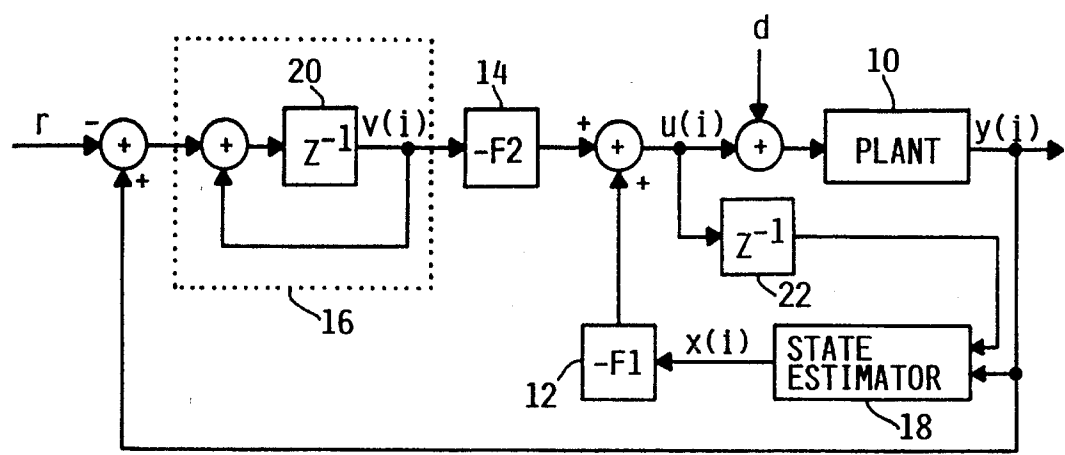 d
20
14
10
r
-
+
+
+
Z-1
v(i)
-F2
+
+
u(i)
+
PLANT
y(i)
+
+
Z-1
22
16
x(i)
-F1
12
STATE
ESTIMATOR
18